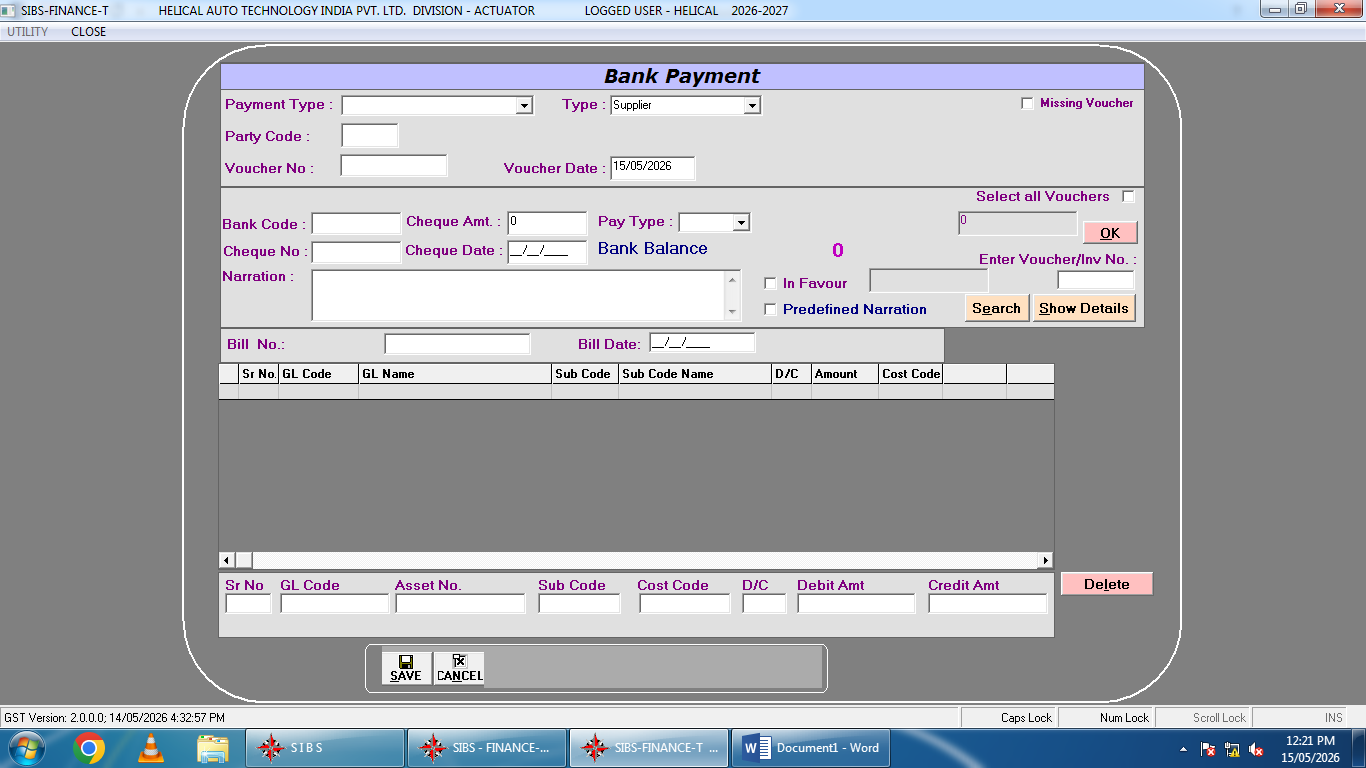 SIBS-FINANCE-T HELICAL AUTO TECHNOLOGY INDIA PVT. LTD. DIVISION - ACTUATOR LOGGED USER - HELICAL 2026-2027
UTILITY CLOSE
Bank Payment
Payment Type : Type : Supplier Missing Voucher
Party Code :
Voucher No : Voucher Date : 15/05/2026
Select all Vouchers
Bank Code : Cheque Amt. : 0 Pay Type : 0
OK
Cheque No : Cheque Date : __/__/____ Bank Balance 0
Enter Voucher/Inv No. :
Narration : In Favour
Predefined Narration Search Show Details
Bill No.: Bill Date: __/__/____
Sr No. GL Code GL Name Sub Code Sub Code Name D/C Amount Cost Code
Sr No GL Code Asset No. Sub Code Cost Code D/C Debit Amt Credit Amt Delete
SAVE CANCEL
GST Version: 2.0.0.0; 14/05/2026 4:32:57 PM Caps Lock Num Lock Scroll Lock INS
S I B S SIBS - FINANCE-... SIBS-FINANCE-T ... Document1 - Word 12:21 PM
15/05/2026